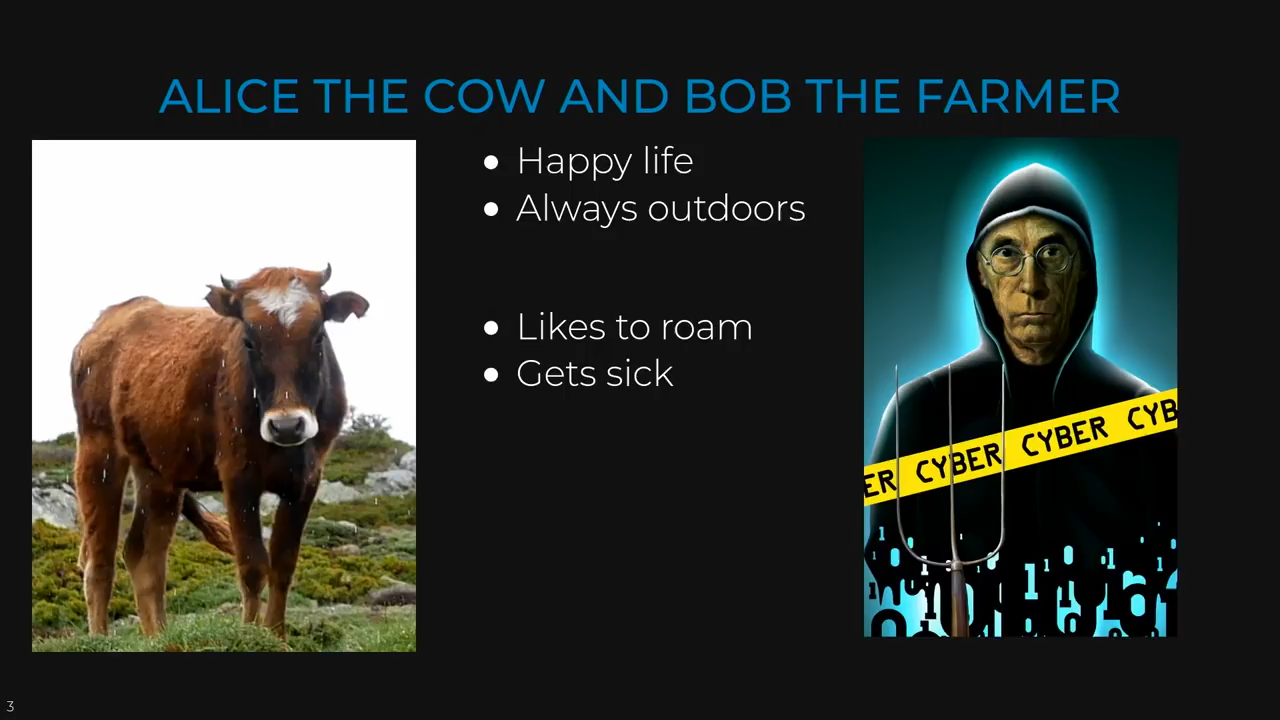 ALICE THE COW AND BOB THE FARMER
Happy life
Always outdoors
Likes to roam
Gets sick
ER CYBER CYBER CYB
3